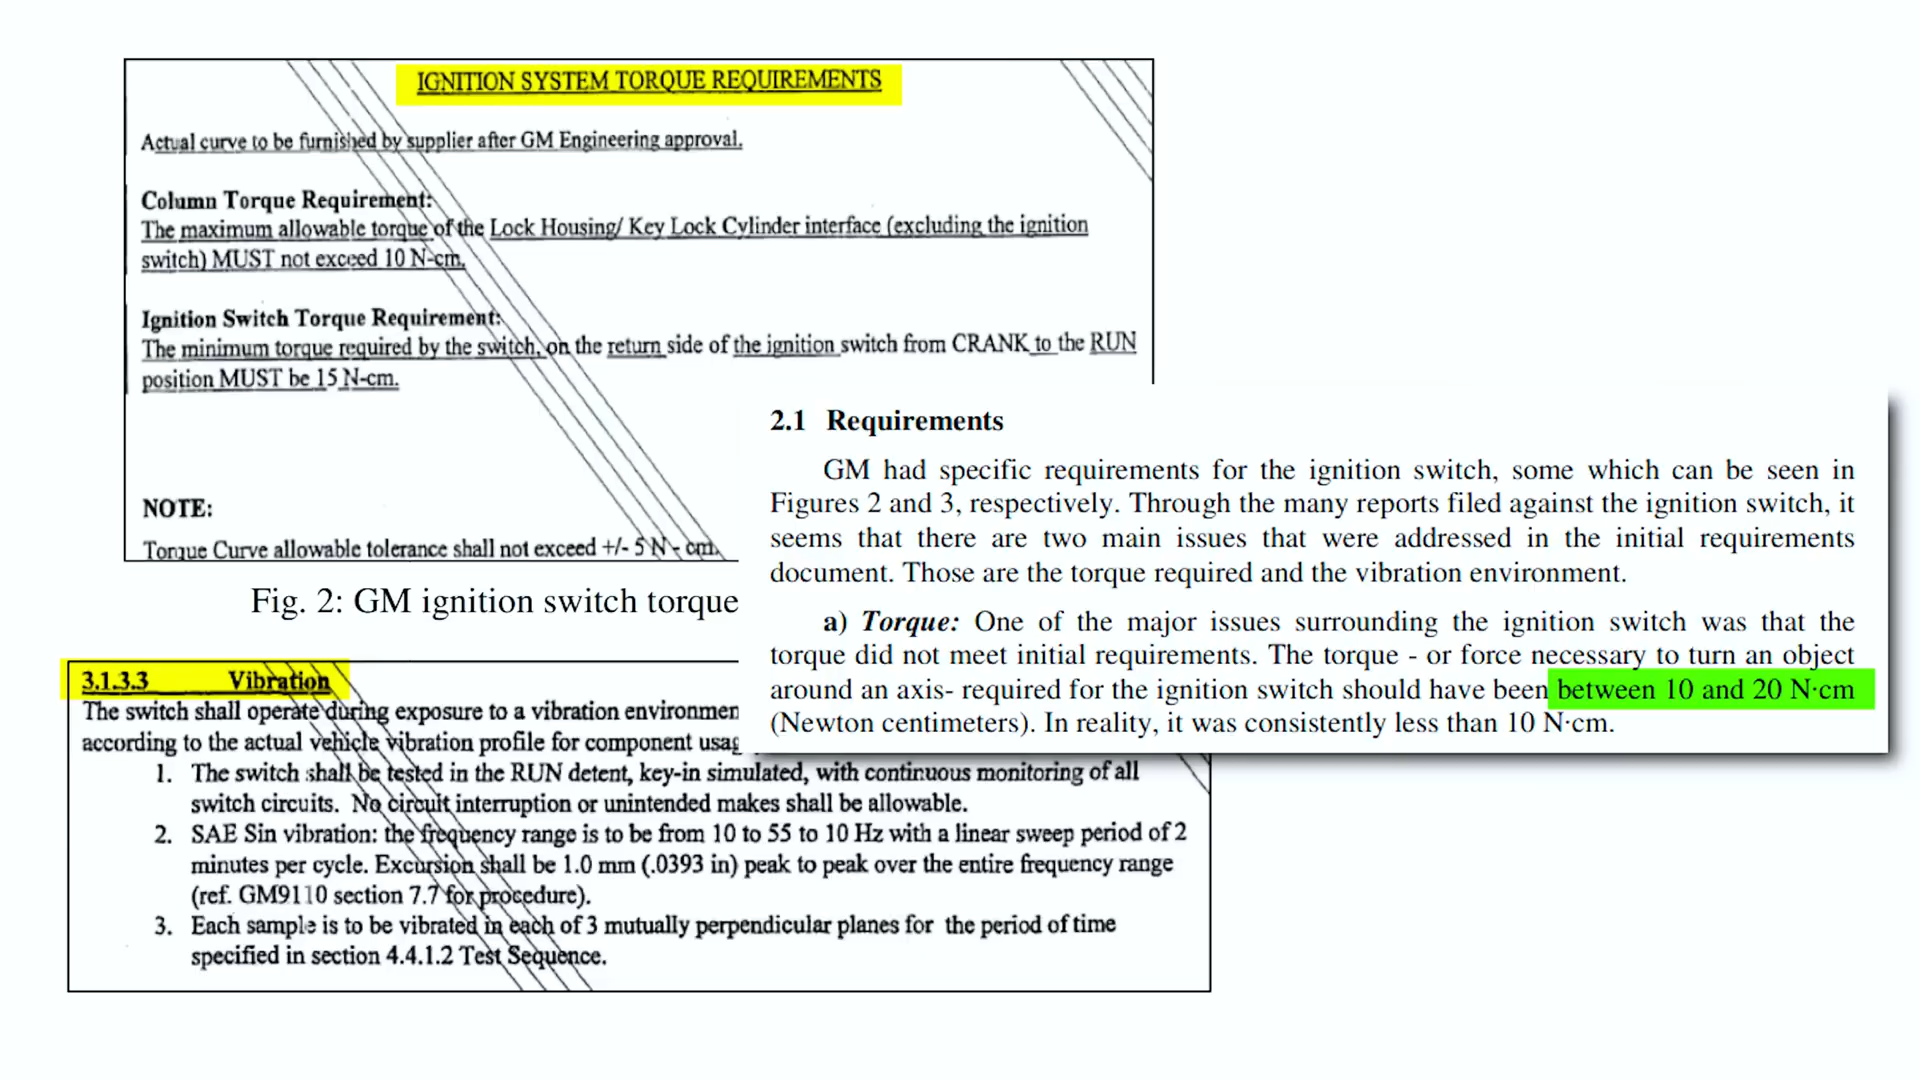 IGNITION SYSTEM TORQUE REQUIREMENTS
Actual curve to be furnished by supplier after GM Engineering approval.
Column Torque Requirement:
The maximum allowable torque of the Lock Housing/ Key Lock Cylinder interface (excluding the ignition
switch) MUST not exceed 10 N-cm.
Ignition Switch Torque Requirement:
The minimum torque required by the switch, on the return side of the ignition switch from CRANK to the RUN
position MUST be 15 N-cm.
NOTE:
Torque Curve allowable tolerance shall not exceed +/- 5 N - cm.
Fig. 2: GM ignition switch torque
2.1 Requirements
GM had specific requirements for the ignition switch, some which can be seen in
Figures 2 and 3, respectively. Through the many reports filed against the ignition switch, it
seems that there are two main issues that were addressed in the initial requirements
document. Those are the torque required and the vibration environment.
a) Torque: One of the major issues surrounding the ignition switch was that the
torque did not meet initial requirements. The torque - or force necessary to turn an object
around an axis- required for the ignition switch should have been between 10 and 20 N·cm
(Newton centimeters). In reality, it was consistently less than 10 N·cm.
3.1.3.3 Vibration
The switch shall operate during exposure to a vibration environmen
according to the actual vehicle vibration profile for component usag
1. The switch shall be tested in the RUN detent, key-in simulated, with continuous monitoring of all
switch circuits. No circuit interruption or unintended makes shall be allowable.
2. SAE Sin vibration: the frequency range is to be from 10 to 55 to 10 Hz with a linear sweep period of 2
minutes per cycle. Excursion shall be 1.0 mm (.0393 in) peak to peak over the entire frequency range
(ref. GM9110 section 7.7 for procedure).
3. Each sample is to be vibrated in each of 3 mutually perpendicular planes for the period of time
specified in section 4.4.1.2 Test Sequence.